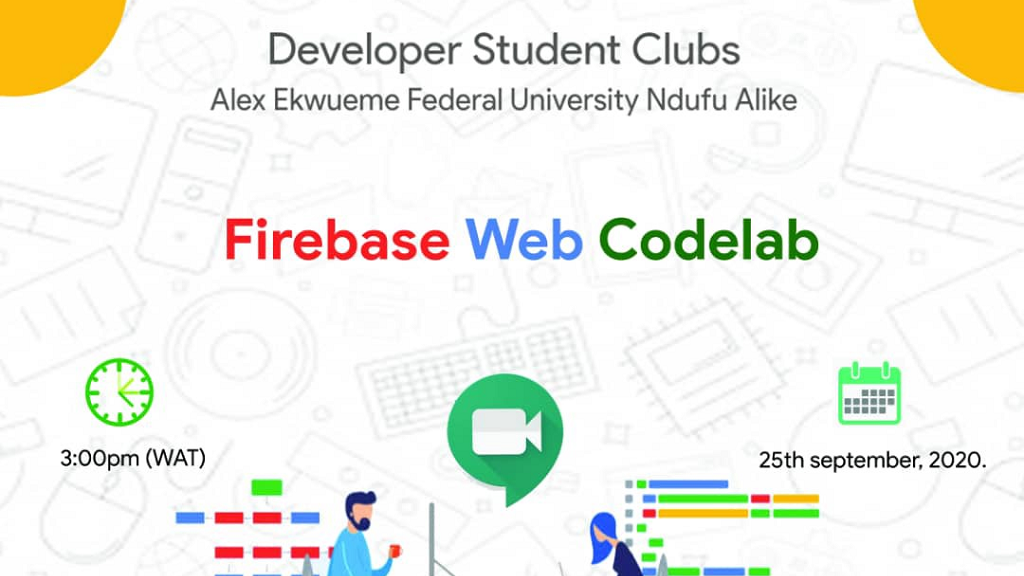 Developer Student Clubs
Alex Ekwueme Federal University Ndufu Alike
Firebase Web Codelab
3:00pm (WAT)
25th september, 2020.